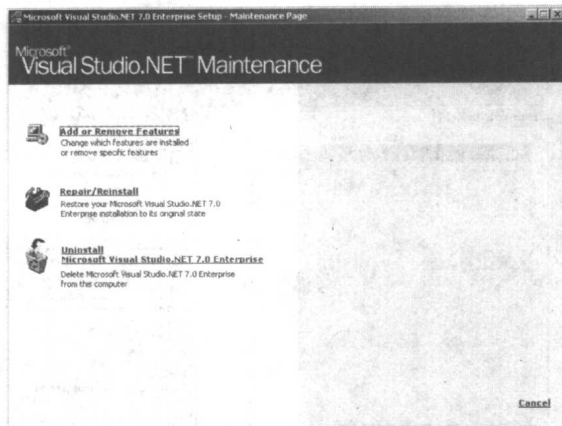 Microsoft Visual Studio.NET 7.0 Enterprise Setup - Maintenance Page
Microsoft®
Visual Studio.NET™ Maintenance
Add or Remove Features
Change which features are installed
or remove specific features
Repair/Reinstall
Restore your Microsoft Visual Studio.NET 7.0
Enterprise installation to its original state
Uninstall
Microsoft Visual Studio.NET 7.0 Enterprise
Delete Microsoft Visual Studio.NET 7.0 Enterprise
from this computer
Cancel